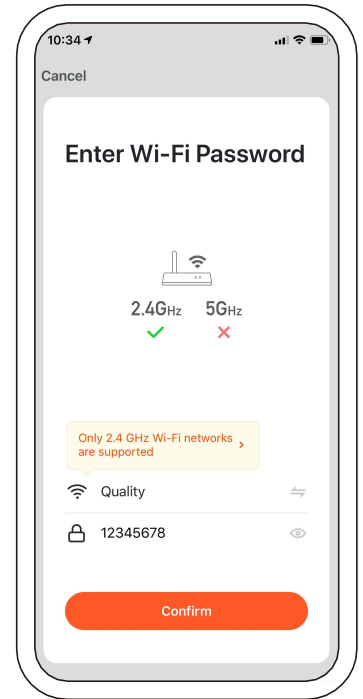 10:34
Cancel
Enter Wi-Fi Password
2.4GHz 5GHz
Only 2.4 GHz Wi-Fi networks
are supported
Quality
12345678
Confirm